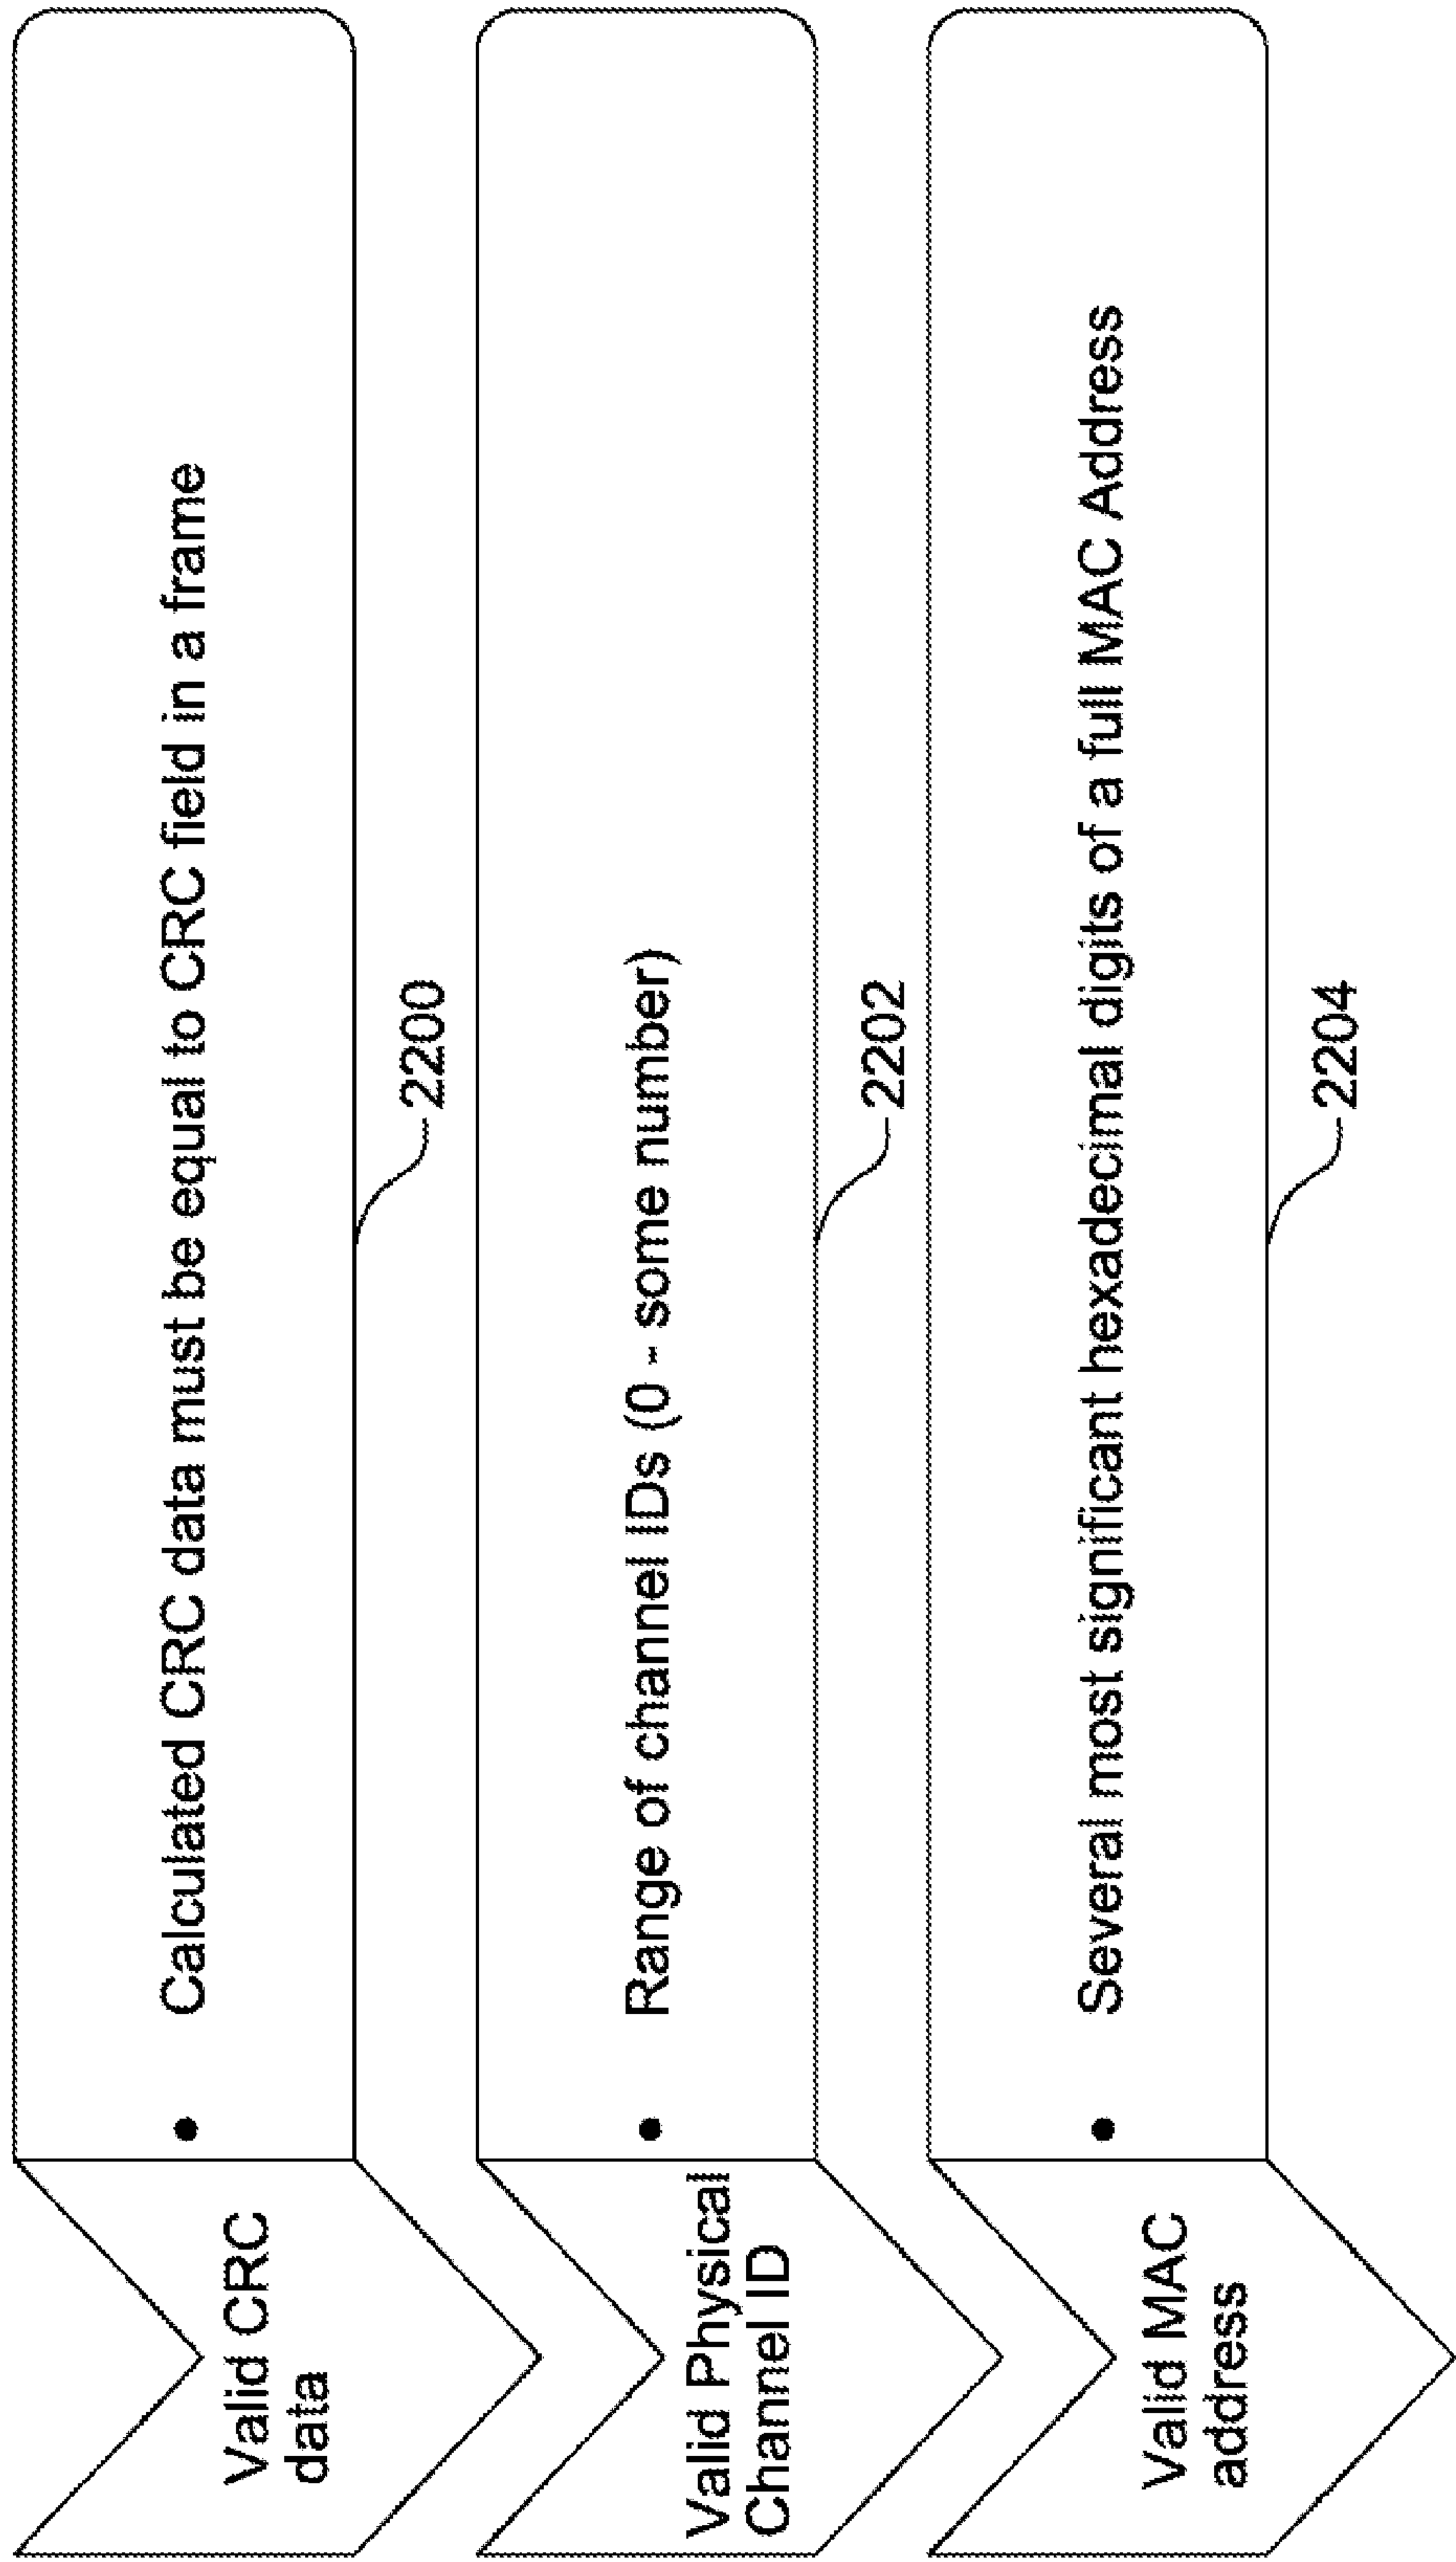 Valid CRC
data
• Calculated CRC data must be equal to CRC field in a frame
2200
Valid Physical
Channel ID
• Range of channel IDs (0 - some number)
2202
Valid MAC
address
• Several most significant hexadecimal digits of a full MAC Address
2204